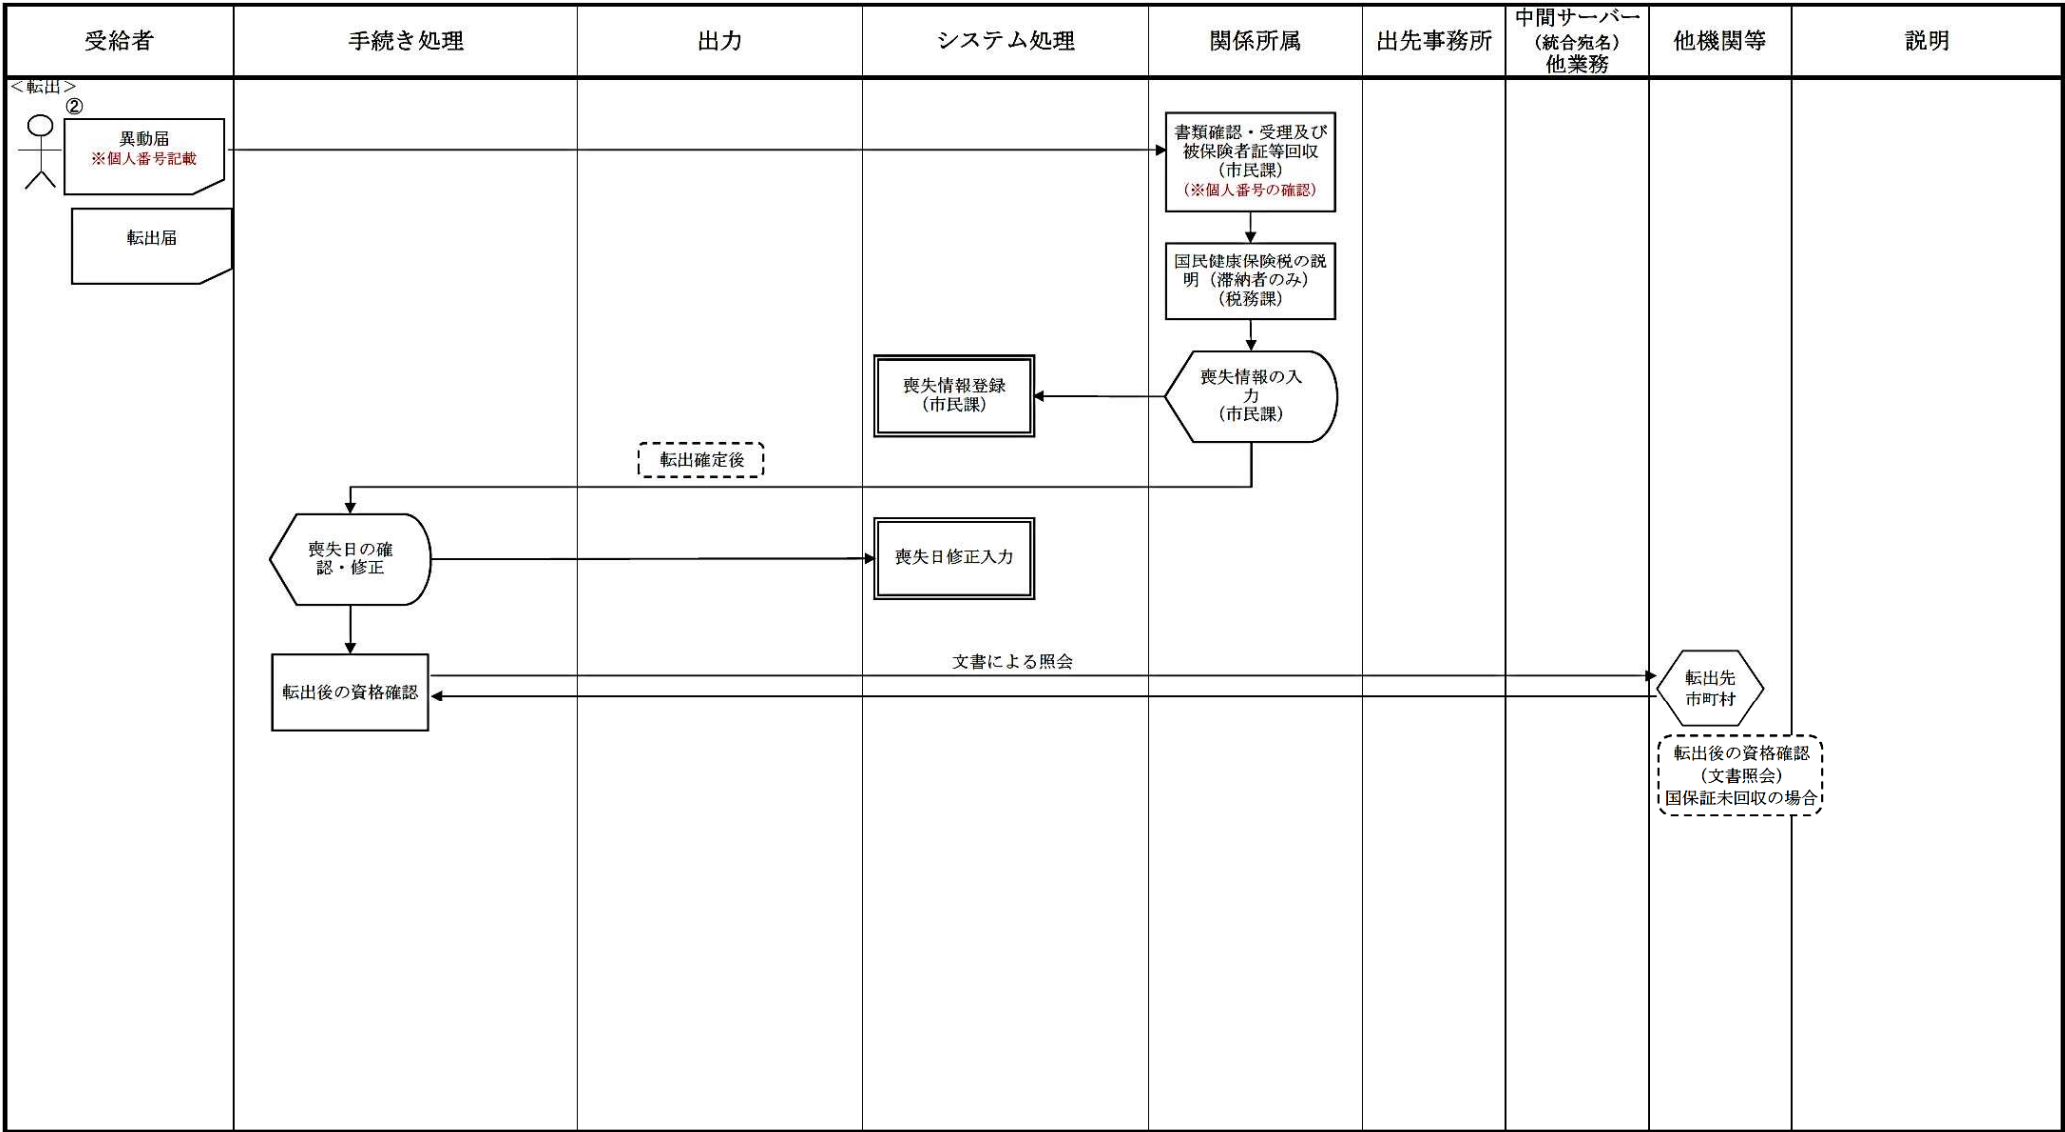 受給者
手続き処理
出力
システム処理
関係所属
出先事務所
中間サーバー
（統合宛名）
他業務
他機関等
説明
＜転出＞
②
異動届
※個人番号記載
転出届
書類確認・受理及び
被保険者証等回収
（市民課）
（※個人番号の確認）
国民健康保険税の説
明（滞納者のみ）
（税務課）
喪失情報の入
力
（市民課）
喪失情報登録
（市民課）
転出確定後
喪失日の確
認・修正
喪失日修正入力
転出後の資格確認
文書による照会
転出先
市町村
転出後の資格確認
（文書照会）
国保証未回収の場合